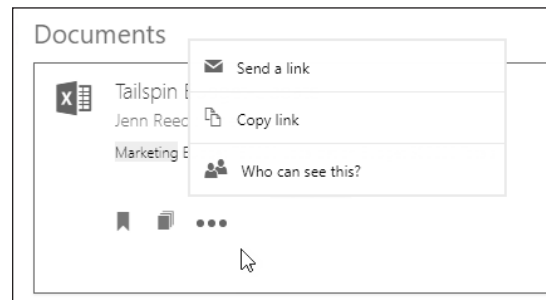 Documents
Tailspin
Send a link
Jenn Reec
Copy link
Marketing
Who can see this?